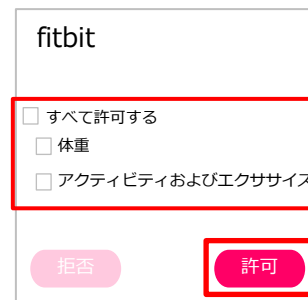 fitbit
すべて許可する
体重
アクティビティおよびエクササイズ
拒否
許可